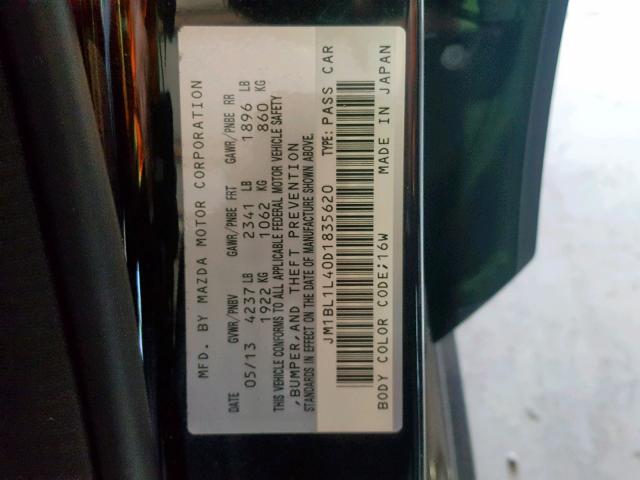 MFD. BY MAZDA MOTOR CORPORATION
GVWR/PNBV GAWR/PNBE FRT GAWR/PNBE RR
DATE 4237 LB 2341 LB 1896 LB
05/13 1922 KG 1062 KG 860 KG
THIS VEHICLE CONFORMS TO ALL APPLICABLE FEDERAL MOTOR VEHICLE SAFETY
,BUMPER,AND THEFT PREVENTION
STANDARDS IN EFFECT ON THE DATE OF MANUFACTURE SHOWN ABOVE.
JM1BL1L40D1835620 TYPE: PASS CAR
BODY COLOR CODE;16W MADE IN JAPAN